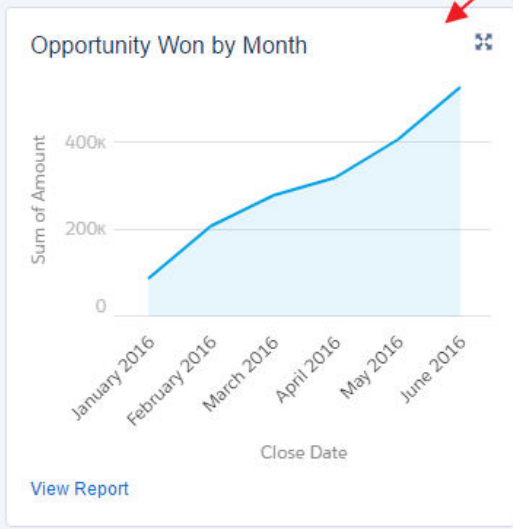 Opportunity Won by Month
Sum of Amount
400K
200K
0
January 2016
February 2016
March 2016
April 2016
May 2016
June 2016
Close Date
View Report